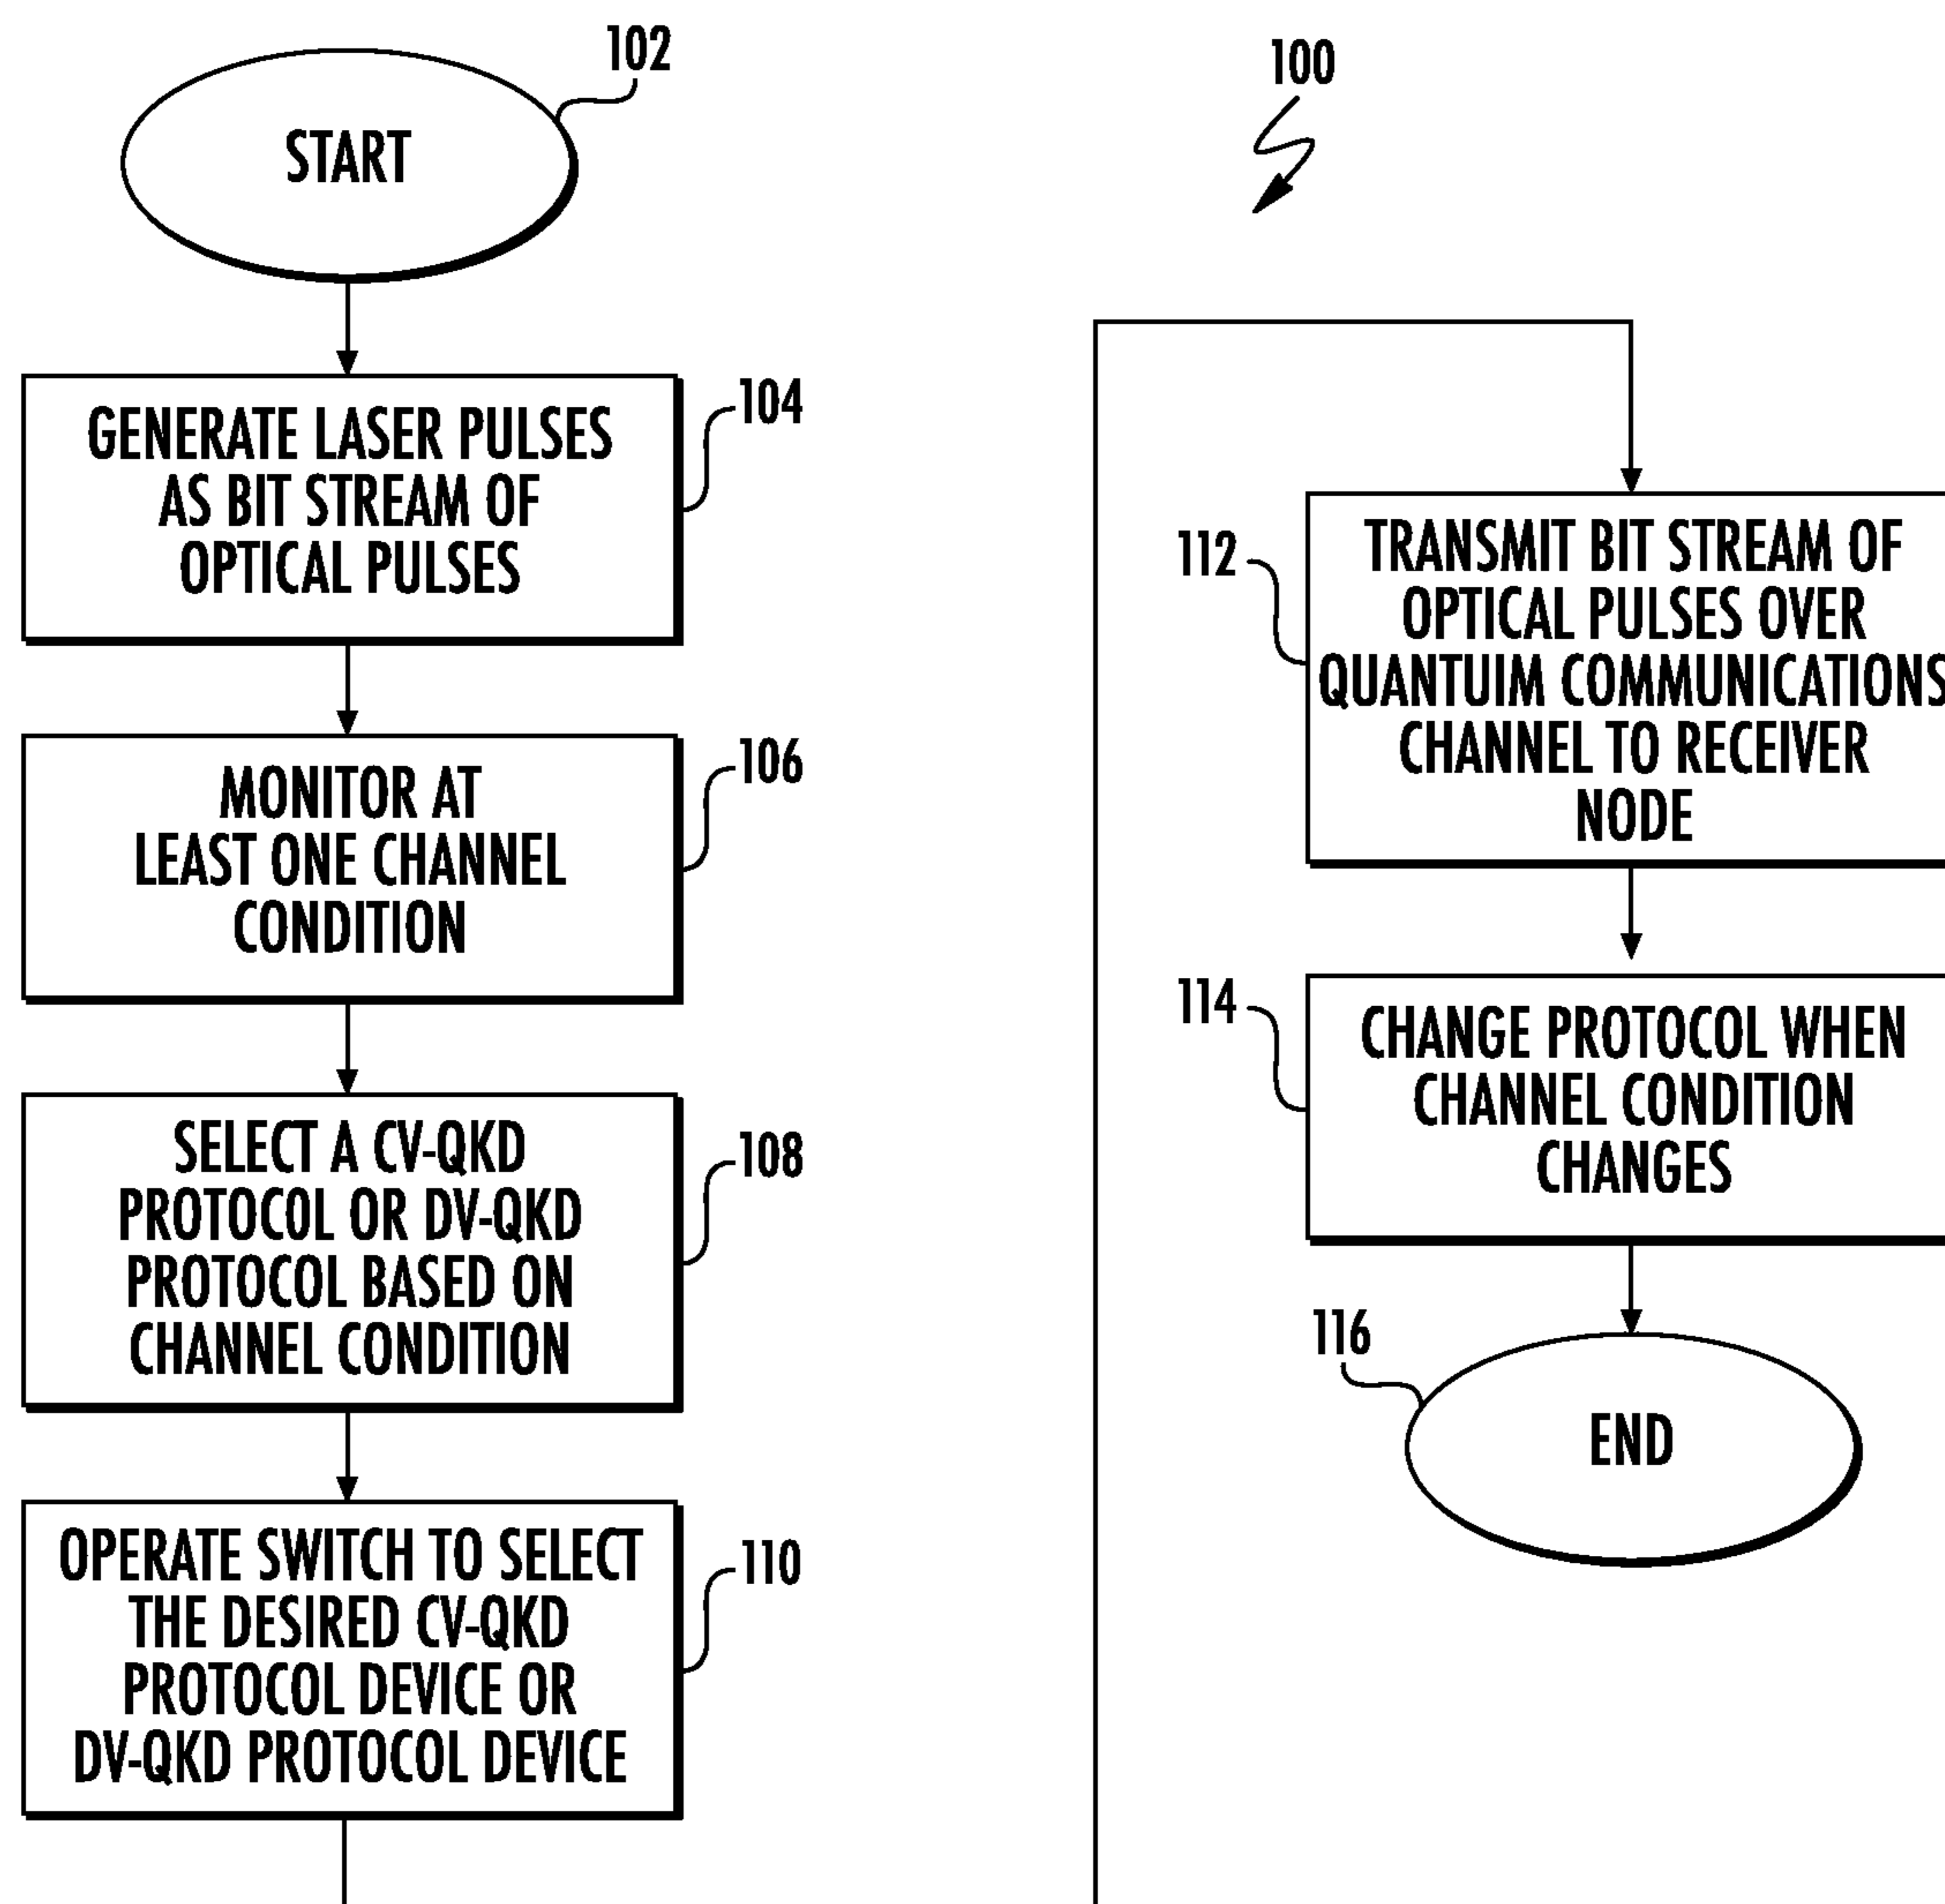 102
START
104
GENERATE LASER PULSES
AS BIT STREAM OF
OPTICAL PULSES
106
MONITOR AT
LEAST ONE CHANNEL
CONDITION
108
SELECT A CV-QKD
PROTOCOL OR DV-QKD
PROTOCOL BASED ON
CHANNEL CONDITION
110
OPERATE SWITCH TO SELECT
THE DESIRED CV-QKD
PROTOCOL DEVICE OR
DV-QKD PROTOCOL DEVICE
100
112
TRANSMIT BIT STREAM OF
OPTICAL PULSES OVER
QUANTUIM COMMUNICATIONS
CHANNEL TO RECEIVER
NODE
114
CHANGE PROTOCOL WHEN
CHANNEL CONDITION
CHANGES
116
END